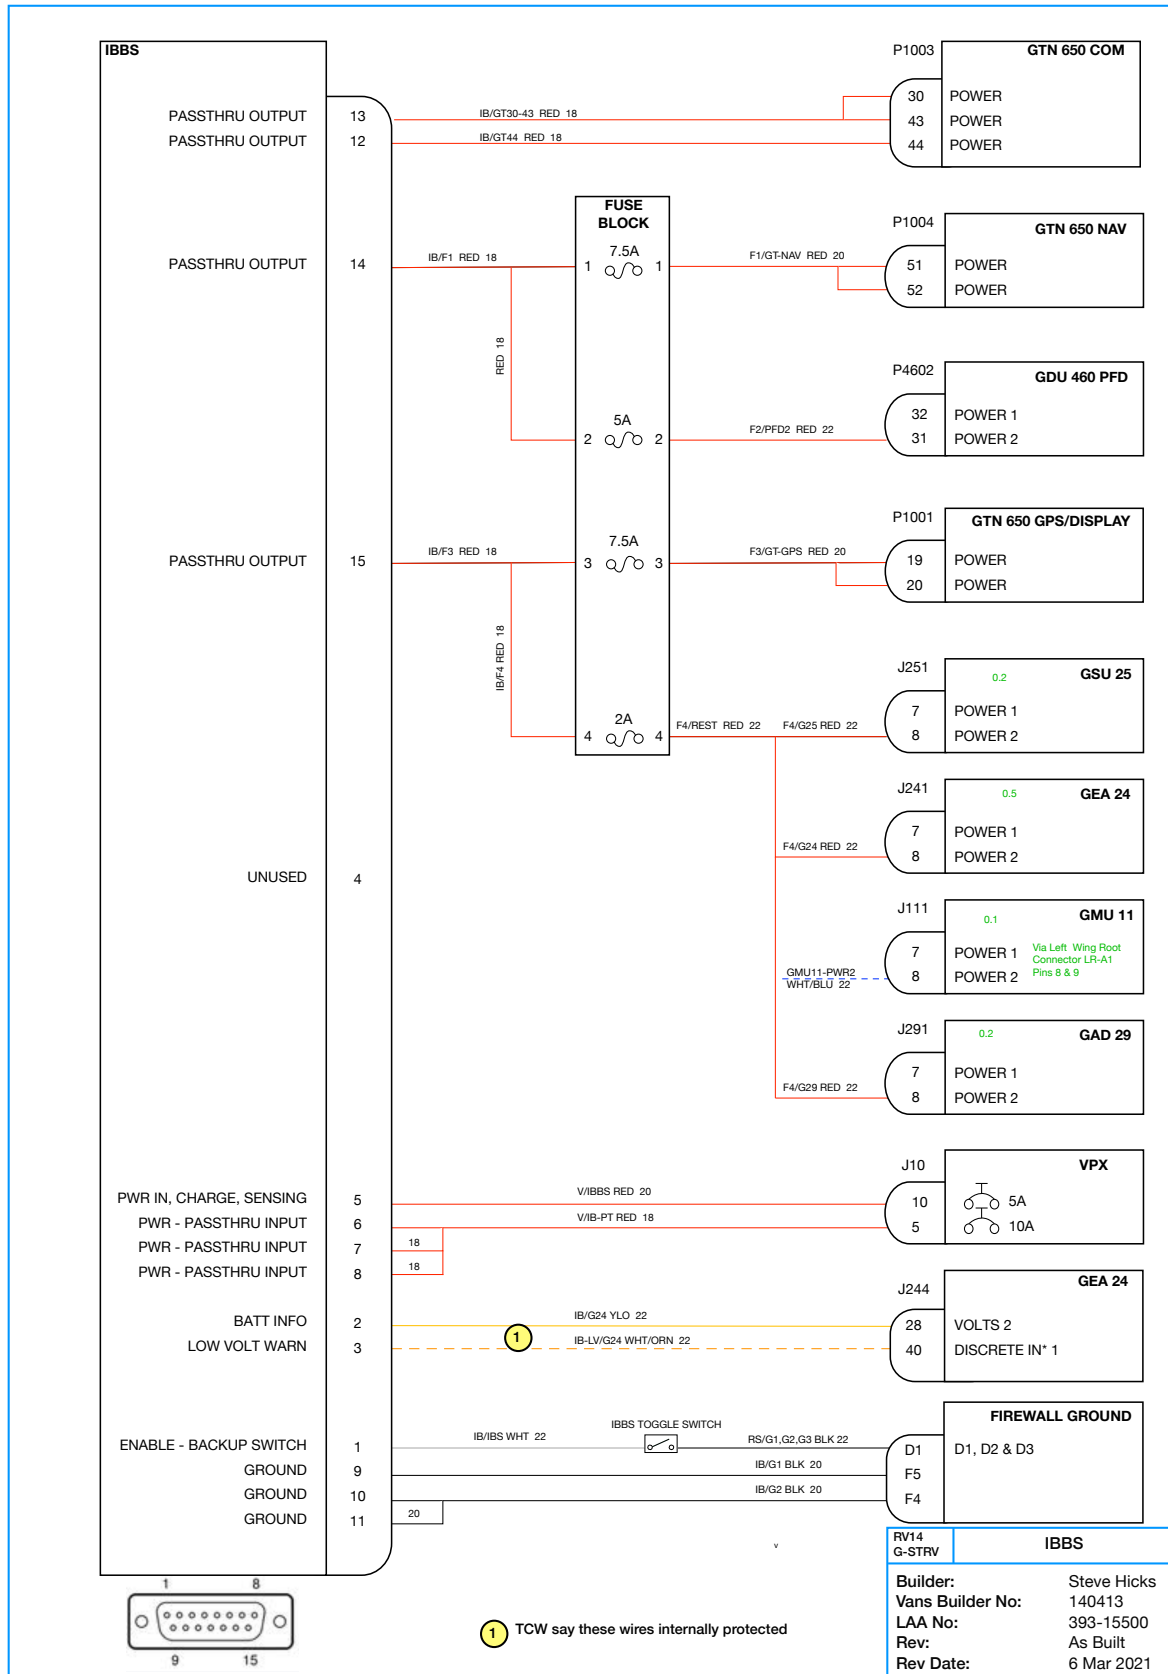 IBBS
P1003
GTN 650 COM
PASSTHRU OUTPUT 13
IB/GT30-43 RED 18
30 POWER
43 POWER
PASSTHRU OUTPUT 12
IB/GT44 RED 18
44 POWER
FUSE
BLOCK
P1004
GTN 650 NAV
PASSTHRU OUTPUT 14
IB/F1 RED 18
7.5A
1 1
F1/GT-NAV RED 20
51 POWER
52 POWER
RED 18
P4602
GDU 460 PFD
5A
2 2
F2/PFD2 RED 22
32 POWER 1
31 POWER 2
P1001
GTN 650 GPS/DISPLAY
PASSTHRU OUTPUT 15
IB/F3 RED 18
7.5A
3 3
F3/GT-GPS RED 20
19 POWER
20 POWER
IB/F4 RED 18
J251
GSU 25
0.2
2A
4 4
F4/REST RED 22
F4/G25 RED 22
7 POWER 1
8 POWER 2
J241
GEA 24
0.5
F4/G24 RED 22
7 POWER 1
8 POWER 2
UNUSED 4
J111
GMU 11
0.1
GMU11-PWR2
WHT/BLU 22
7 POWER 1
8 POWER 2
Via Left Wing Root
Connector LR-A1
Pins 8 & 9
J291
GAD 29
0.2
F4/G29 RED 22
7 POWER 1
8 POWER 2
J10
VPX
PWR IN, CHARGE, SENSING 5
V/IBBS RED 20
10 5A
PWR - PASSTHRU INPUT 6
V/IB-PT RED 18
5 10A
PWR - PASSTHRU INPUT 7
18
PWR - PASSTHRU INPUT 8
18
J244
GEA 24
BATT INFO 2
IB/G24 YLO 22
28 VOLTS 2
LOW VOLT WARN 3
1
IB-LV/G24 WHT/ORN 22
40 DISCRETE IN* 1
FIREWALL GROUND
IBBS TOGGLE SWITCH
ENABLE - BACKUP SWITCH 1
IB/IBS WHT 22
RS/G1,G2,G3 BLK 22
D1 D1, D2 & D3
GROUND 9
IB/G1 BLK 20
F5
GROUND 10
IB/G2 BLK 20
F4
GROUND 11
20
v
RV14
G-STRV
IBBS
Builder: Steve Hicks
Vans Builder No: 140413
LAA No: 393-15500
Rev: As Built
Rev Date: 6 Mar 2021
1 8
9 15
1 TCW say these wires internally protected